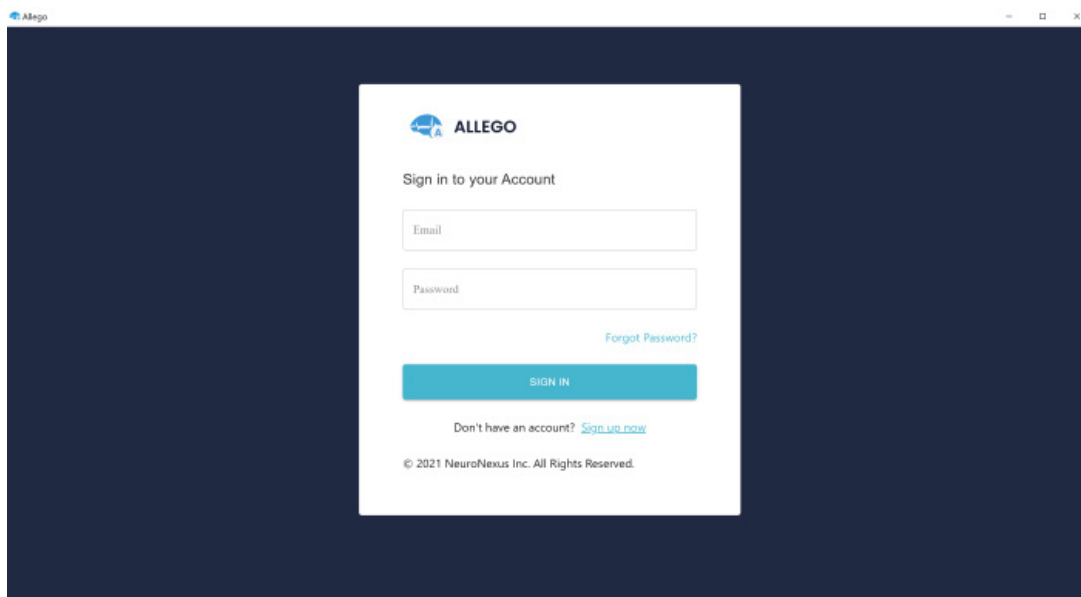 Allego
ALLEGO
Sign in to your Account
Email
Password
Forgot Password?
SIGN IN
Don't have an account? Sign up now
© 2021 NeuroNexus Inc. All Rights Reserved.